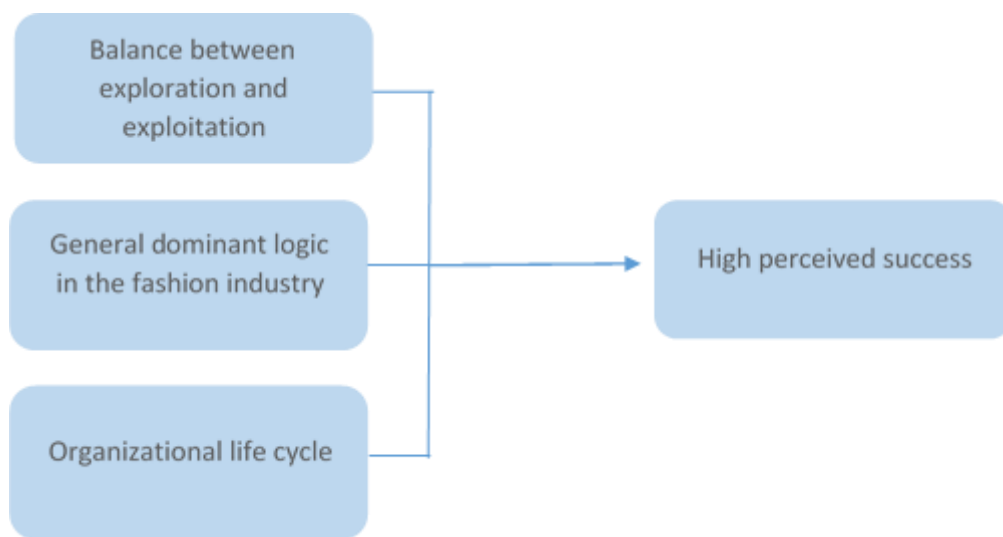 Balance between
exploration and
exploitation
General dominant logic
in the fashion industry
High perceived success
Organizational life cycle